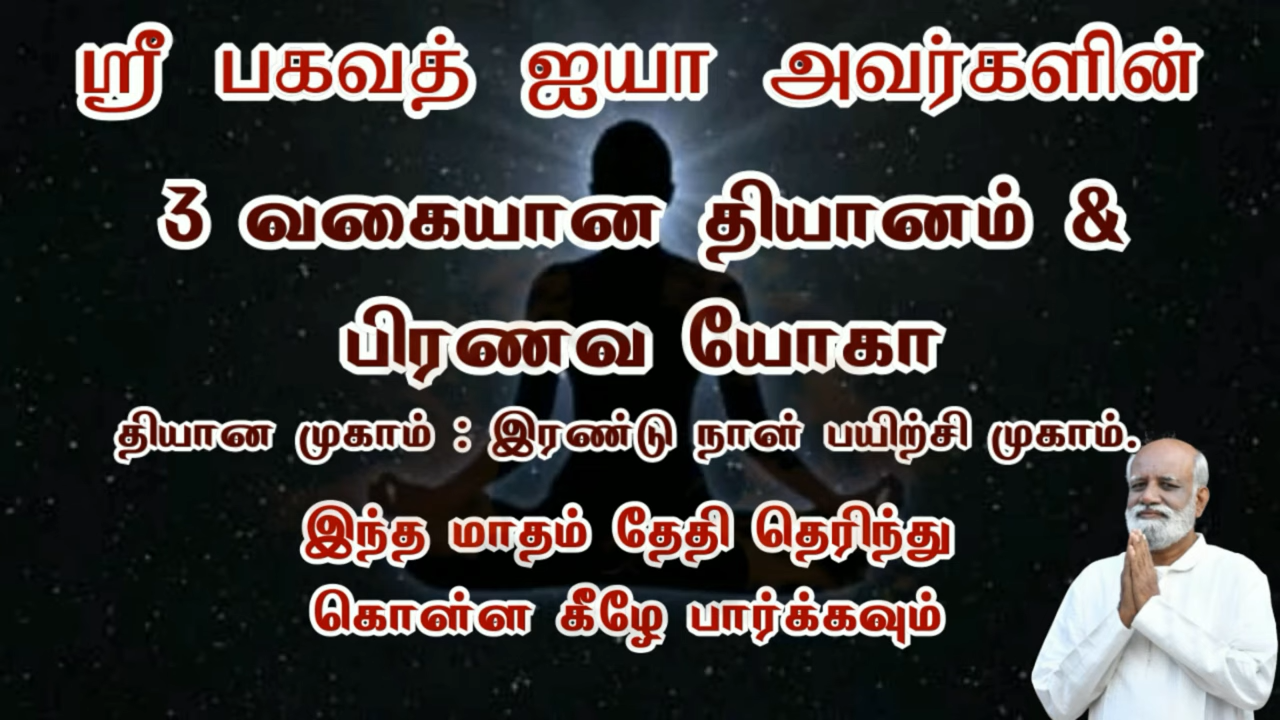 ஸ்ரீ பகவத் ஐயா அவர்களின்
3 வகையான தியானம் &
பிரணவ யோகா
தியான முகாம் : இரண்டு நாள் பயிற்சி முகாம்.
இந்த மாதம் தேதி தெரிந்து
கொள்ள கீழே பார்க்கவும்